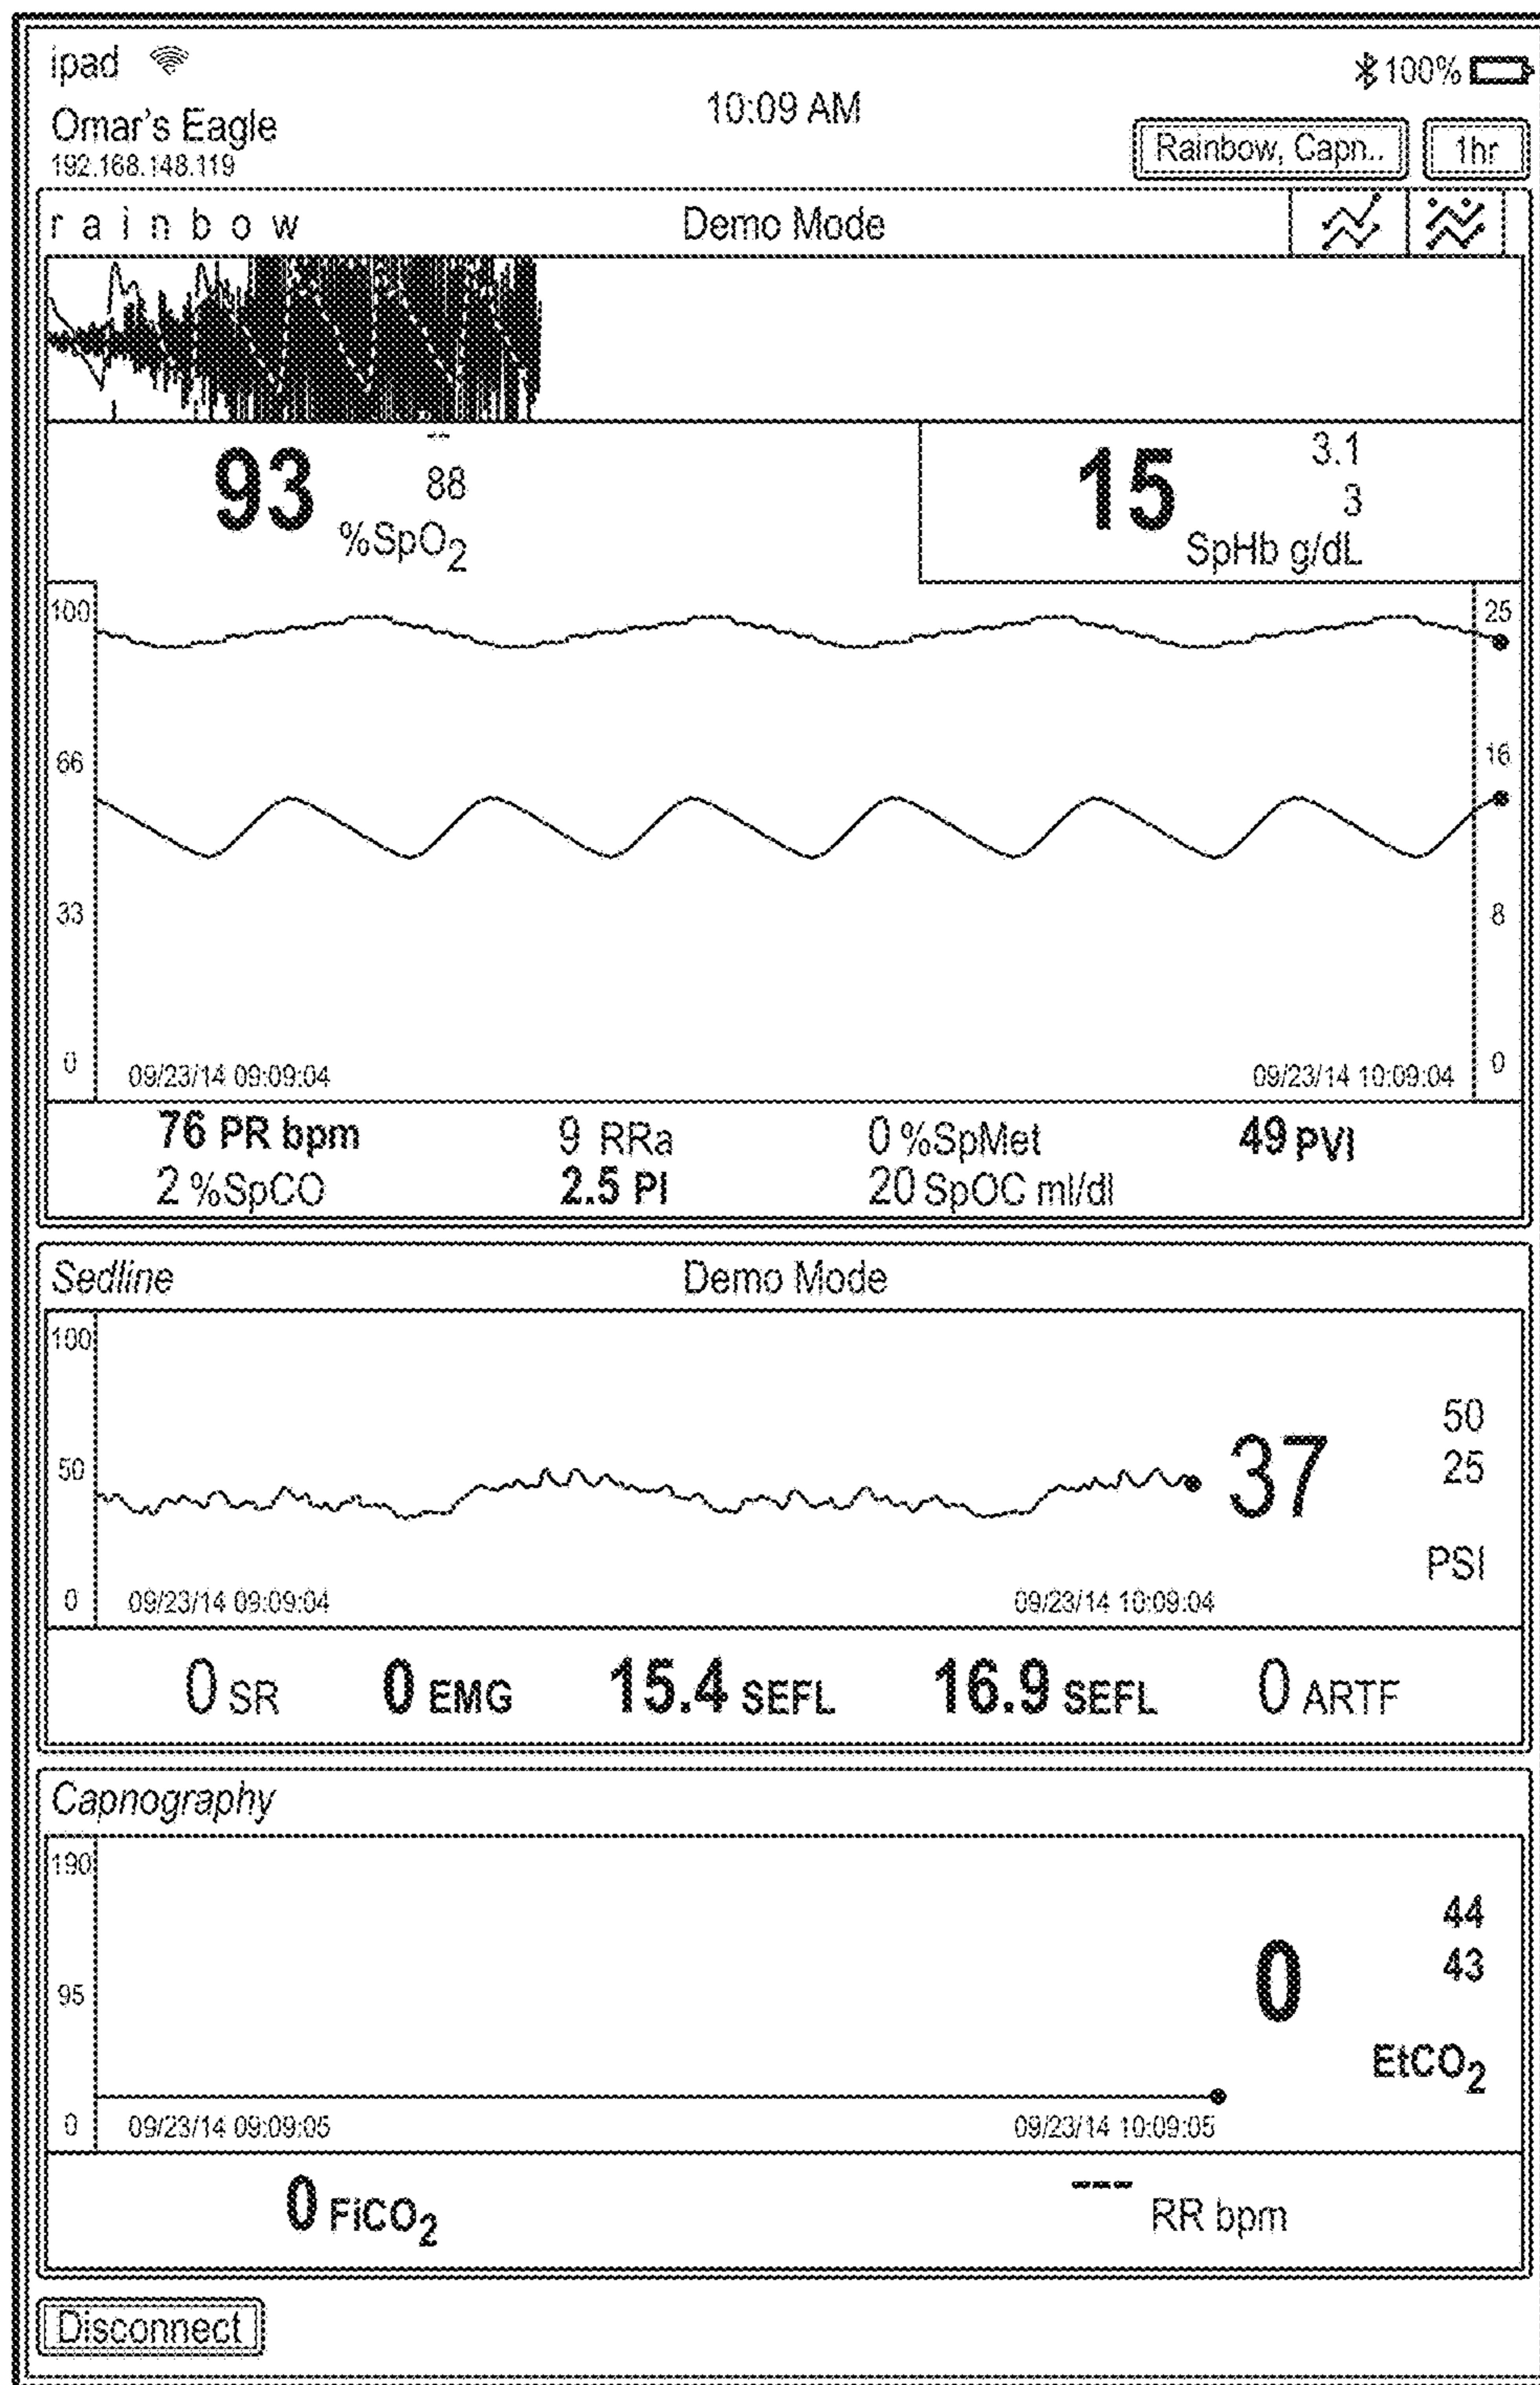 ipad 100%
10:09 AM
Omar's Eagle
192.168.148.119
Rainbow, Capn.. 1hr
rainbow Demo Mode
93 -- 88 %SpO2
15 3.1 3 SpHb g/dL
100 25
66 16
33 8
0 0
09/23/14 09:09:04 09/23/14 10:09:04
76 PR bpm 9 RRa 0 %SpMet 49 PVI
2 %SpCO 2.5 PI 20 SpOC ml/dl
Sedline Demo Mode
100
50
0
37 50 25 PSI
09/23/14 09:09:04 09/23/14 10:09:04
0 SR 0 EMG 15.4 SEFL 16.9 SEFL 0 ARTF
Capnography
190
95
0
0 44 43 EtCO2
09/23/14 09:09:05 09/23/14 10:09:05
0 FiCO2 --- RR bpm
Disconnect